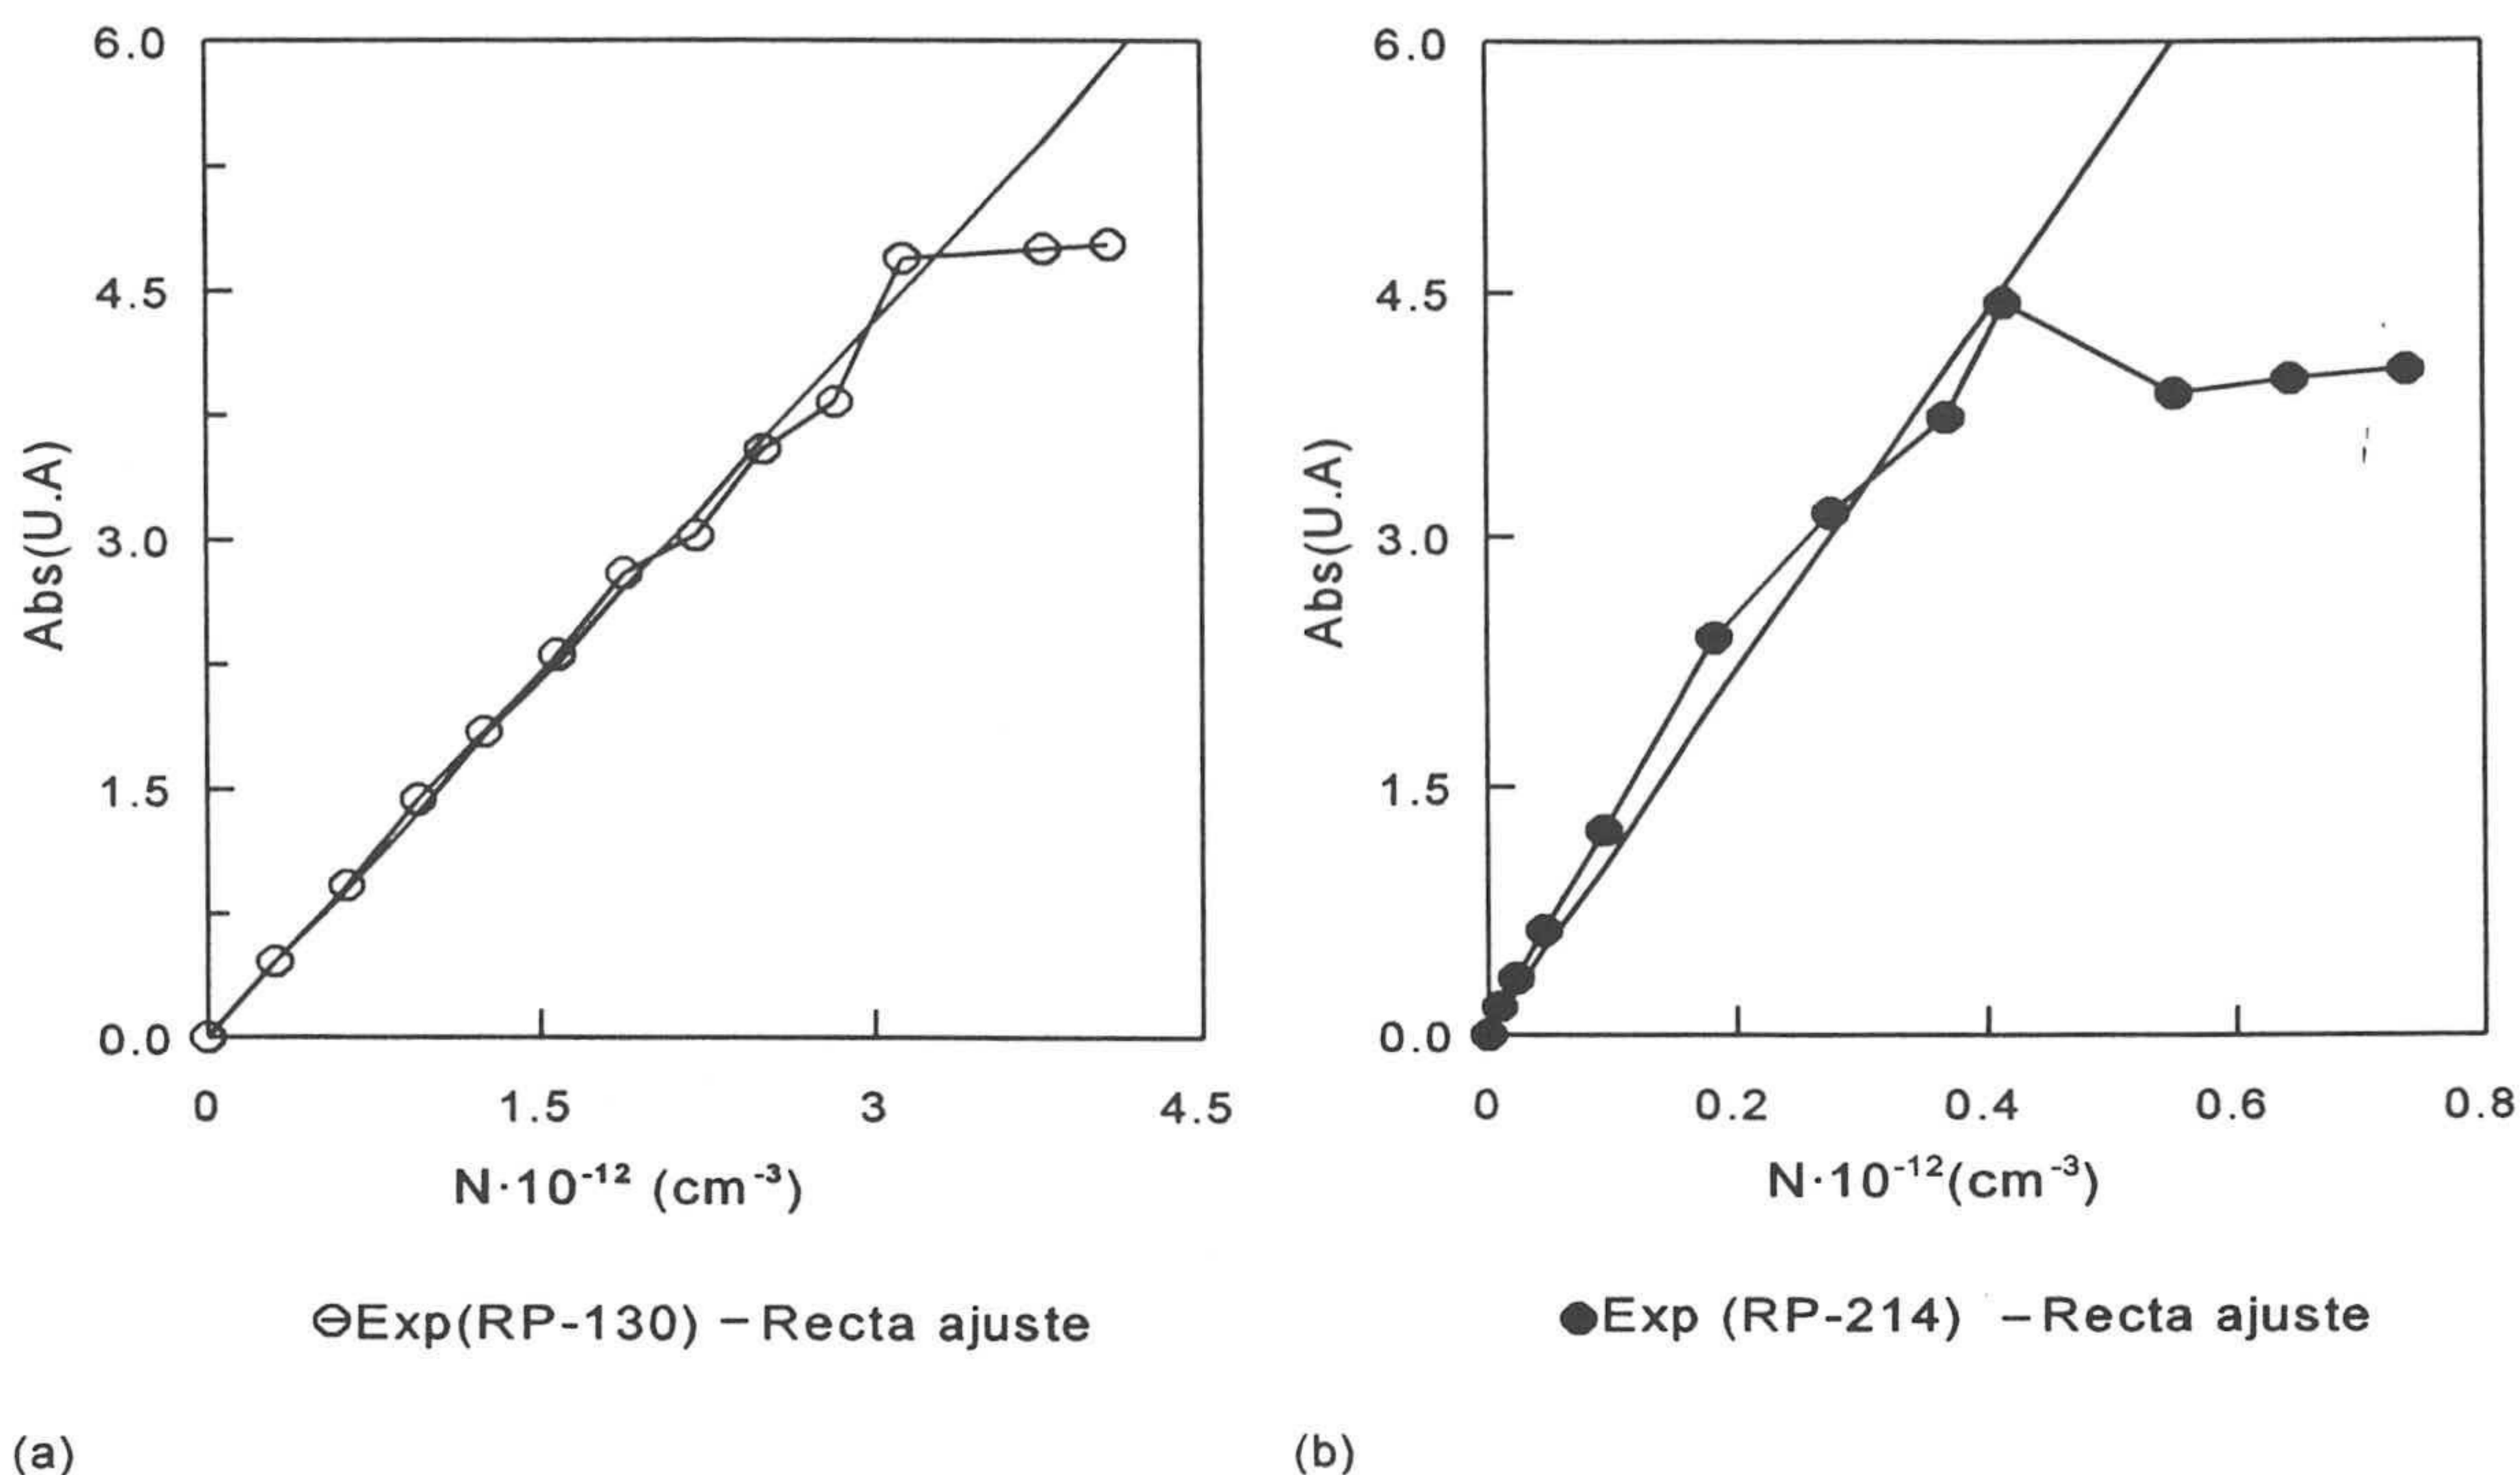 6.0
4.5
3.0
1.5
0.0
Abs(U.A)
0 1.5 3 4.5
N·10⁻¹² (cm⁻³)
⊖Exp(RP-130) – Recta ajuste
(a)
6.0
4.5
3.0
1.5
0.0
Abs(U.A)
0 0.2 0.4 0.6 0.8
N·10⁻¹²(cm⁻³)
●Exp (RP-214) – Recta ajuste
(b)